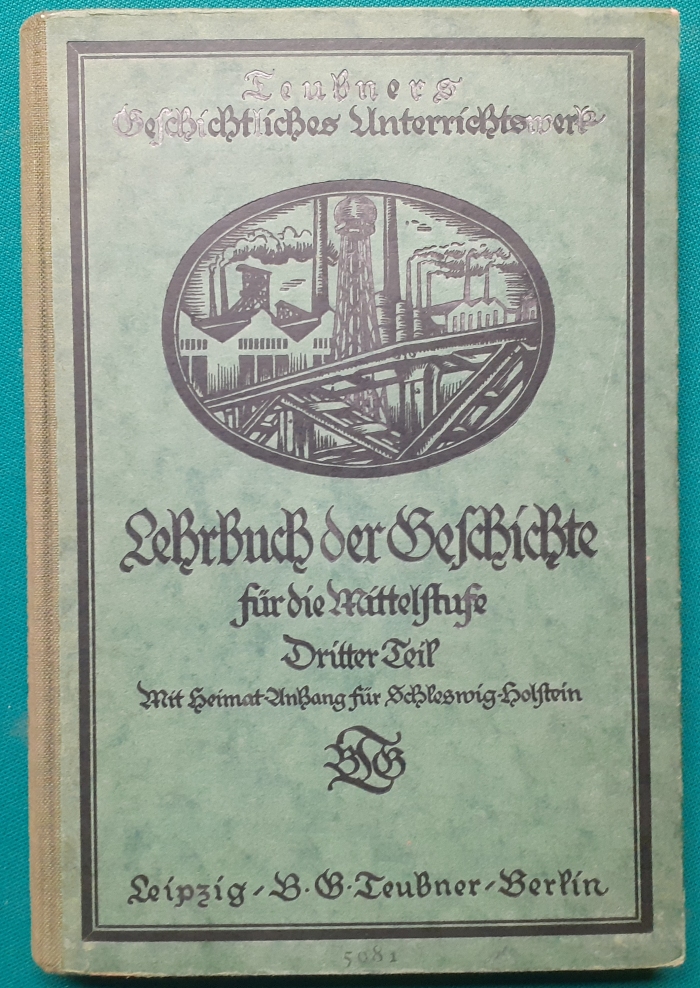 Teubners
Geschichtliches Unterrichtswerk
Lehrbuch der Geschichte
für die Mittelstufe
Dritter Teil
Mit Heimat-Anhang für Schleswig-Holstein
BGT
Leipzig - B. G. Teubner - Berlin
5081